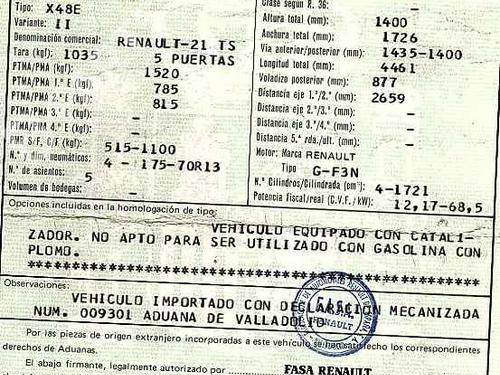 Tipo: X48E
Variante: II
Denominación comercial: RENAULT-21 TS
Tara (kgf): 1035 5 PUERTAS
PTMA/PMA (kgf): 1520
PTMA/PMA 1.ª E (kgf): 785
PTMA/PMA 2.ª E (kgf): 815
PTMA/PMA 3.ª E (kgf): –
PTMA/PMA 4.ª E (kgf): –
PMR S/F, C/F (kgf): 515-1100
N.º y dim. neumáticos: 4 - 175-70R13
N.º de asientos: 5
Volumen de bodegas: –
Clase según R. 36: –
Altura total (mm): 1400
Anchura total (mm): 1726
Vía anterior/posterior (mm): 1435-1400
Longitud total (mm): 4461
Voladizo posterior (mm): 877
Distancia eje 1.º/2.º (mm): 2659
Distancia eje 2.º/3.º (mm): –
Distancia eje 3.º/4.º (mm): –
Distancia 5.ª rda./ult. (mm): –
Motor: Marca RENAULT
Tipo G-F3N
N.º Cilindros/Cilindrada (cm³): 4-1721
Potencia fiscal/real (C.V.F./kW): 12,17-68,5
Opciones incluidas en la homologación de tipo:
VEHICULO EQUIPADO CON CATALI-
ZADOR. NO APTO PARA SER UTILIZADO CON GASOLINA CON
PLOMO.
Observaciones:
VEHICULO IMPORTADO CON DECLARACION MECANIZADA
NUM. 009301 ADUANA DE VALLADOLID
FASA
RENAULT
Por las piezas de origen extranjero incorporadas a este vehículo se han satisfecho los correspondientes
derechos de Aduanas.
El abajo firmante, legalmente autorizado por FASA RENAULT